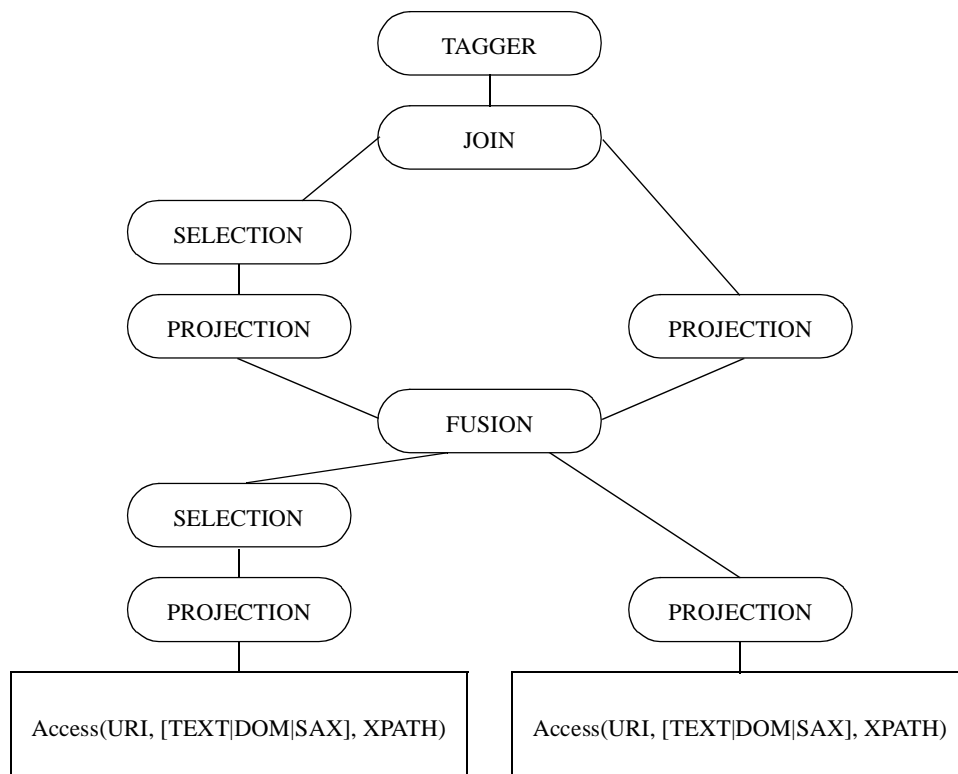 TAGGER
JOIN
SELECTION
PROJECTION
PROJECTION
FUSION
SELECTION
PROJECTION
PROJECTION
Access(URI, [TEXT|DOM|SAX], XPATH)
Access(URI, [TEXT|DOM|SAX], XPATH)